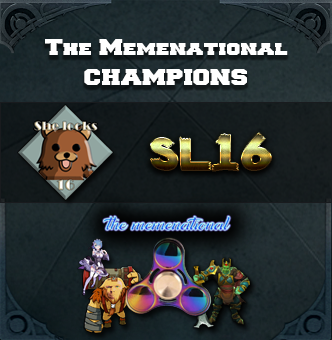 The Memenational
CHAMPIONS
Shelocks
16
SL16
the memenational